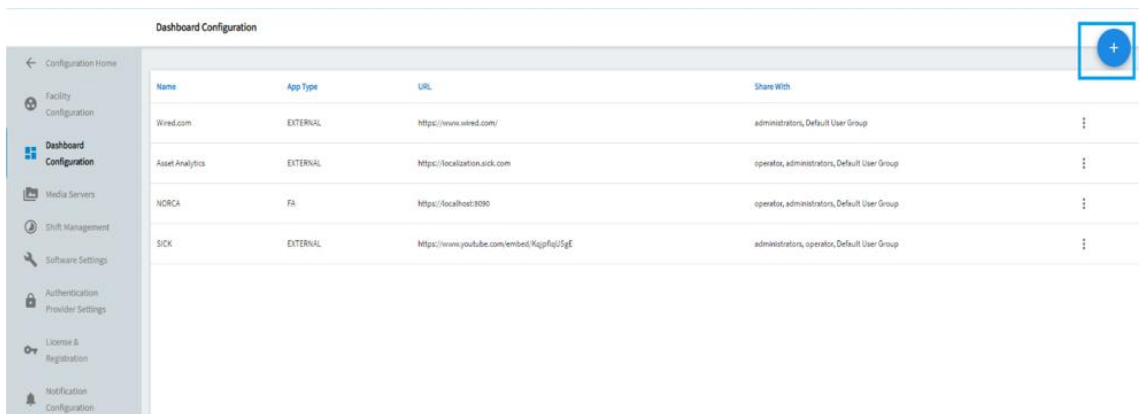 Dashboard Configuration
+
Configuration Home
Facility
Configuration
Dashboard
Configuration
Media Servers
Shift Management
Software Settings
Authentication
Provider Settings
License &
Registration
Notification
Configuration
Name App Type URL Share With
Wired.com EXTERNAL https://www.wired.com/ administrators, Default User Group
Asset Analytics EXTERNAL https://localization.sick.com operator, administrators, Default User Group
NORCA FA https://localhost:8090 operator, administrators, Default User Group
SICK EXTERNAL administrators, operator, Default User Group